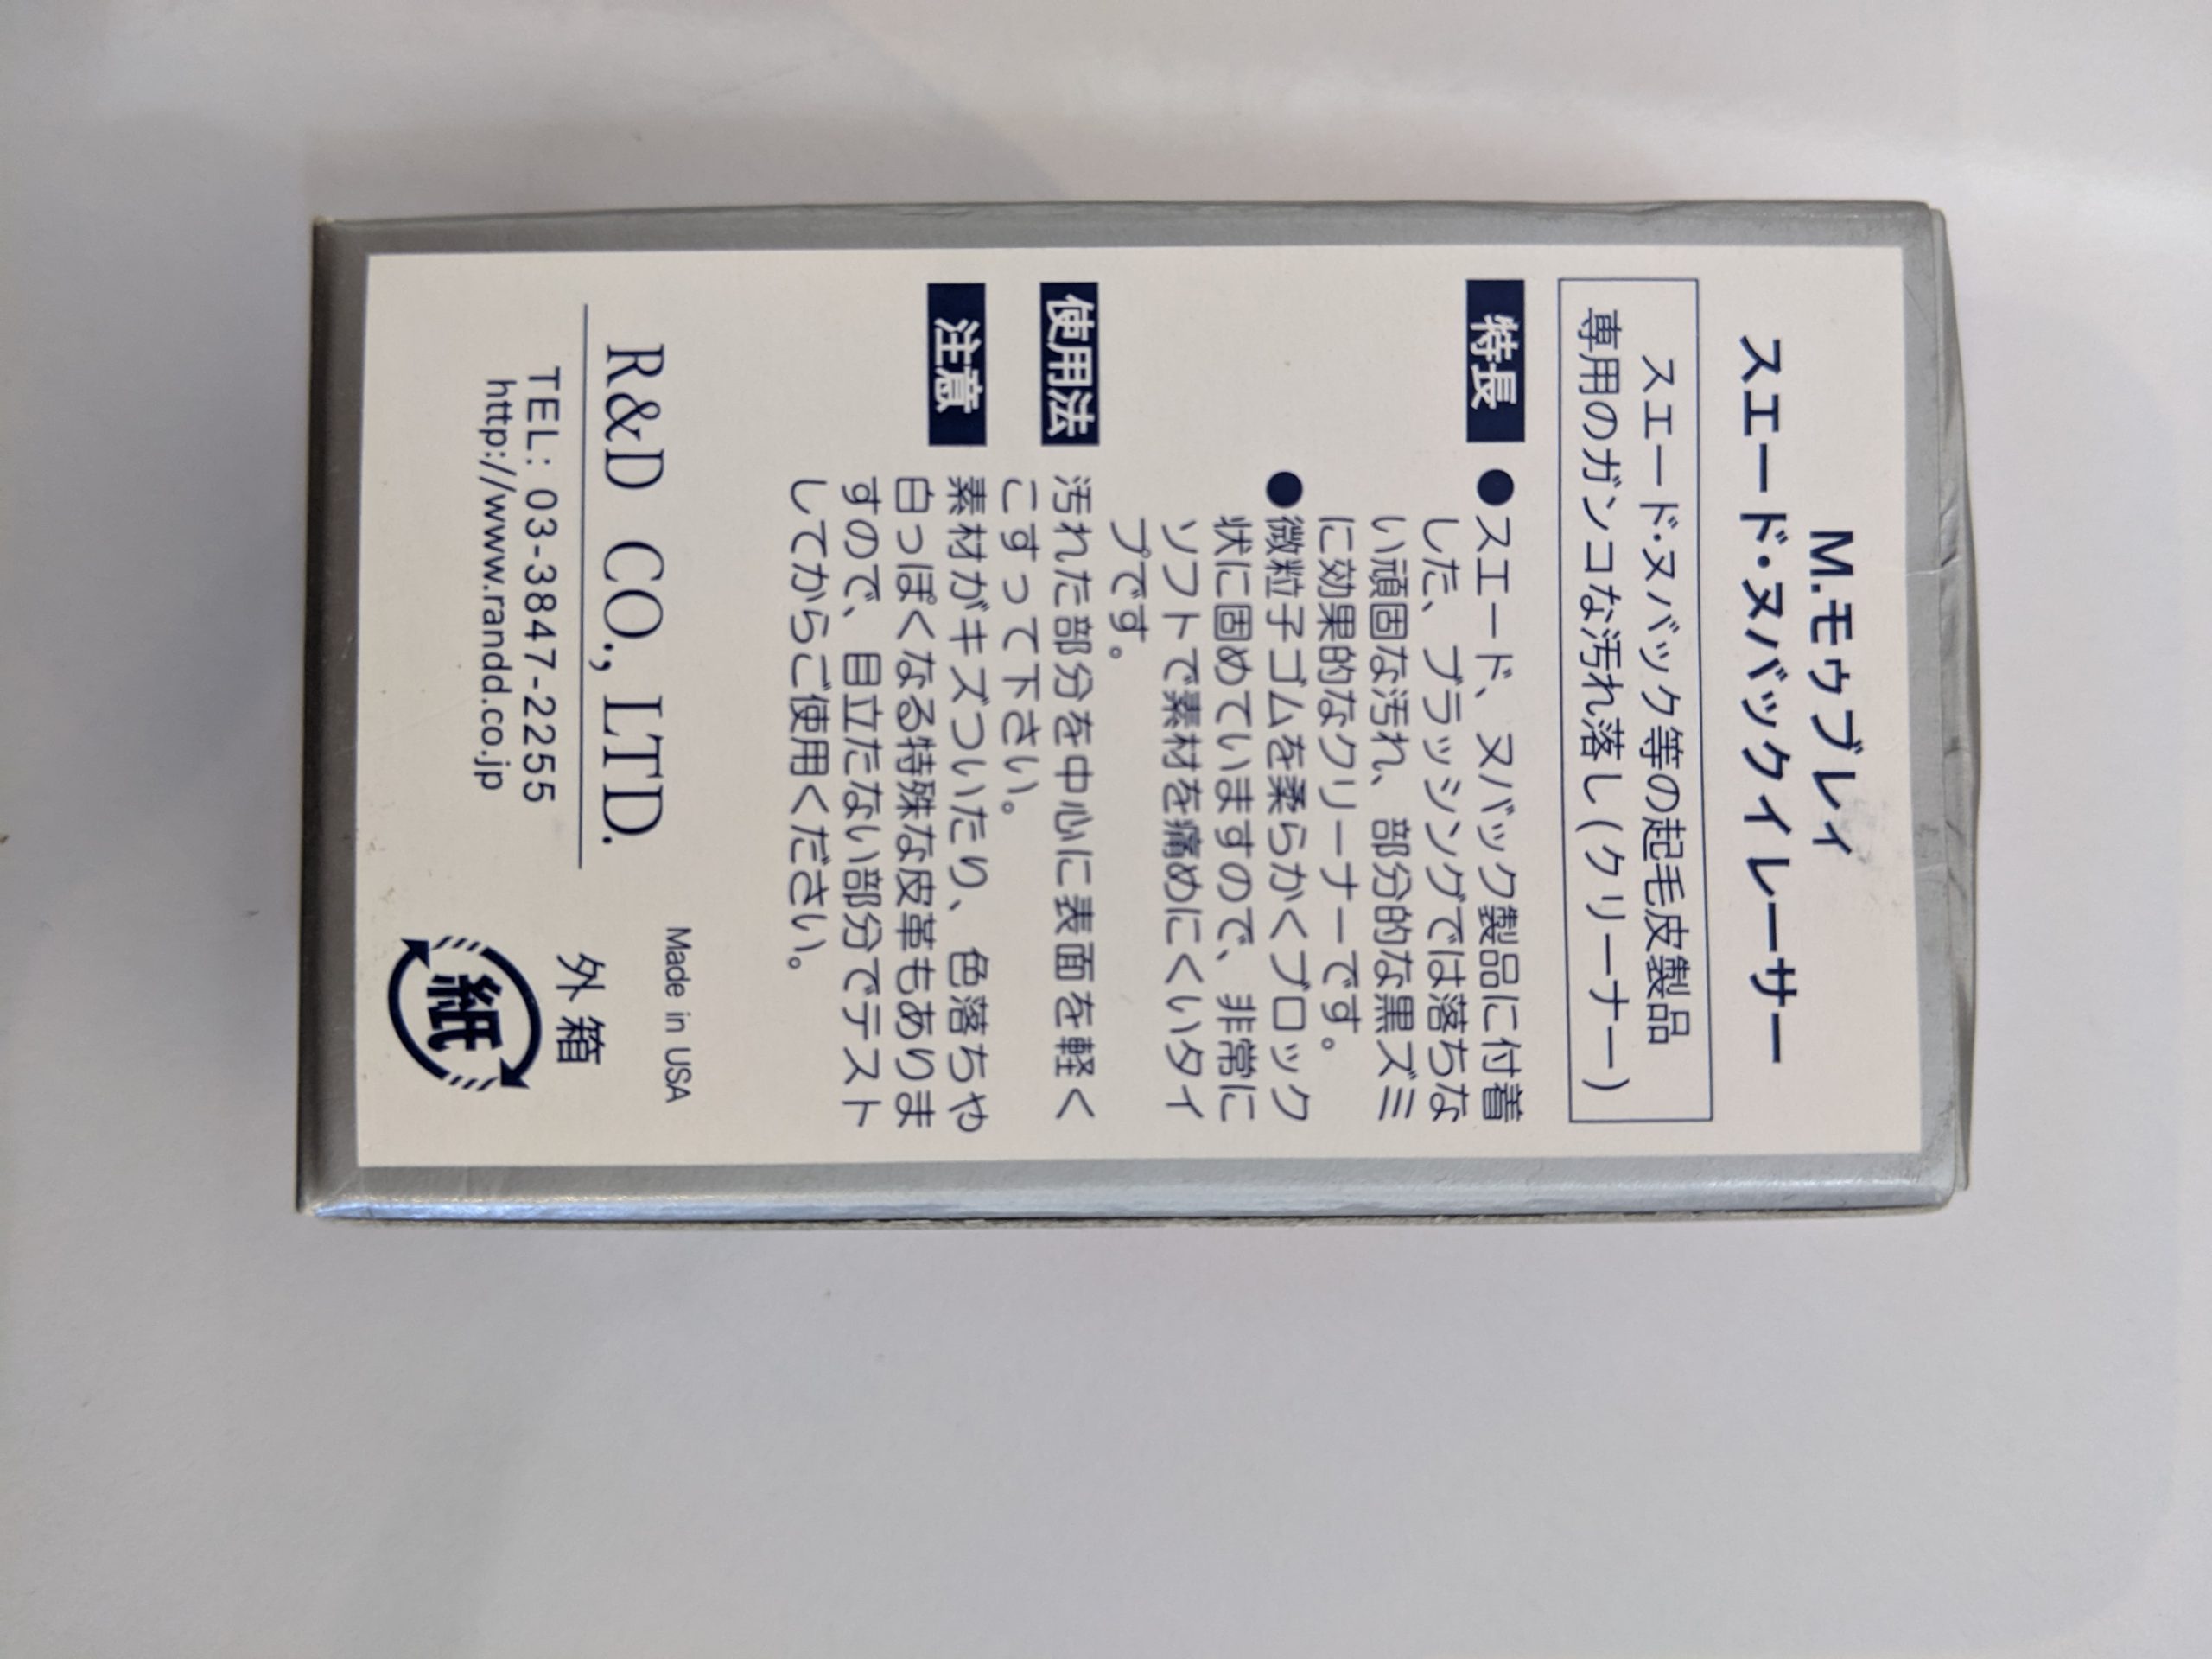 M.モゥブレィ
スエード・ヌバックイレーサー
スエード・ヌバック等の起毛皮製品
専用のガンコな汚れ落し(クリーナー)
特長 ●スエード、ヌバック製品に付着
した、ブラッシングでは落ちな
い頑固な汚れ、部分的な黒ズミ
に効果的なクリーナーです。
●微粒子ゴムを柔らかくブロック
状に固めていますので、非常に
ソフトで素材を痛めにくいタイ
プです。
使用法 汚れた部分を中心に表面を軽く
こすって下さい。
注意 素材がキズついたり、色落ちや
白っぽくなる特殊な皮革もありま
すので、目立たない部分でテスト
してからご使用ください。
Made in USA
R&D CO., LTD.
TEL: 03-3847-2255
http://www.randd.co.jp
外箱
紙